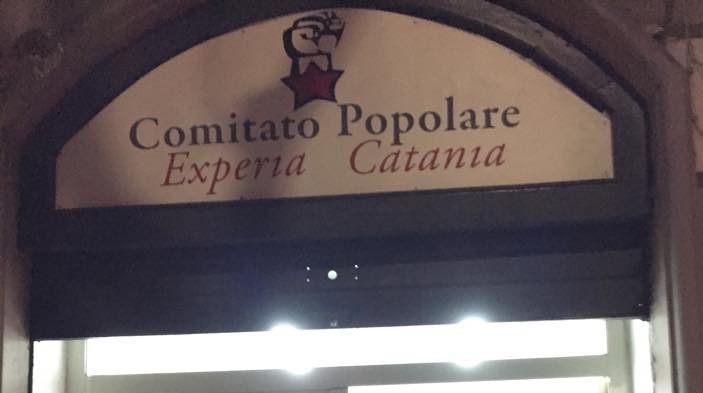 Comitato Popolare
Experia Catania